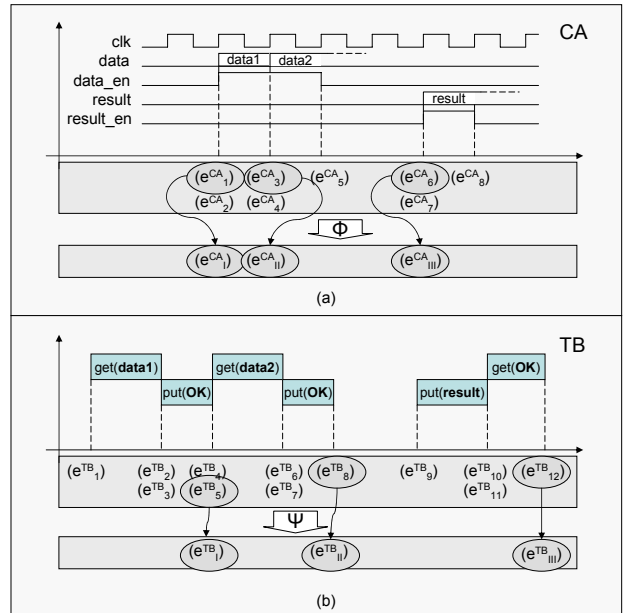 CA
clk
data
data1 data2
data_en
result
result
result_en
(e^CA_1) (e^CA_3) (e^CA_5) (e^CA_6) (e^CA_8)
(e^CA_2) (e^CA_4) (e^CA_7)
Φ
(e^CA_I) (e^CA_II) (e^CA_III)
(a)
TB
get(data1) get(data2) get(OK)
put(OK) put(OK) put(result)
(e^TB_1) (e^TB_2) (e^TB_4) (e^TB_6) (e^TB_8) (e^TB_9) (e^TB_10) (e^TB_12)
(e^TB_3) (e^TB_5) (e^TB_7) (e^TB_11)
Ψ
(e^TB_I) (e^TB_II) (e^TB_III)
(b)